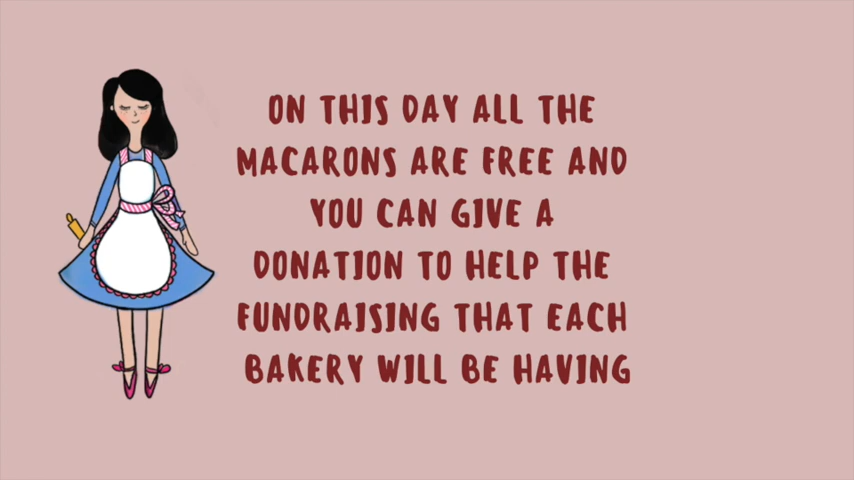 ON THIS DAY ALL THE
MACARONS ARE FREE AND
YOU CAN GIVE A
DONATION TO HELP THE
FUNDRAISING THAT EACH
BAKERY WILL BE HAVING